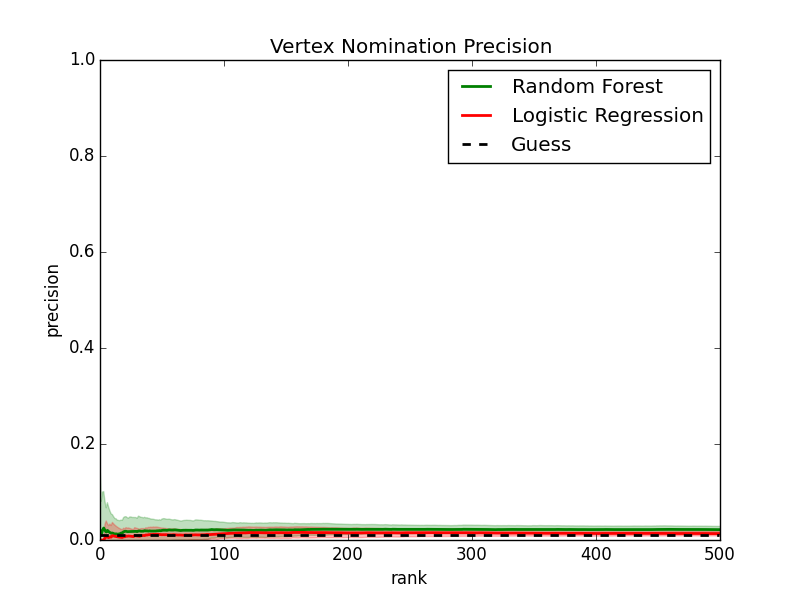 Vertex Nomination Precision
1.0
0.8
0.6
0.4
0.2
0.0
precision
Random Forest
Logistic Regression
Guess
0 100 200 300 400 500
rank